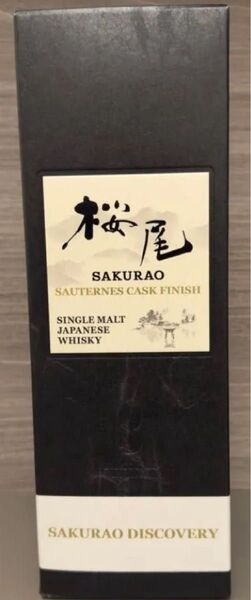 桜尾
SAKURAO
SAUTERNES CASK FINISH
SINGLE MALT
JAPANESE
WHISKY
SAKURAO DISCOVERY